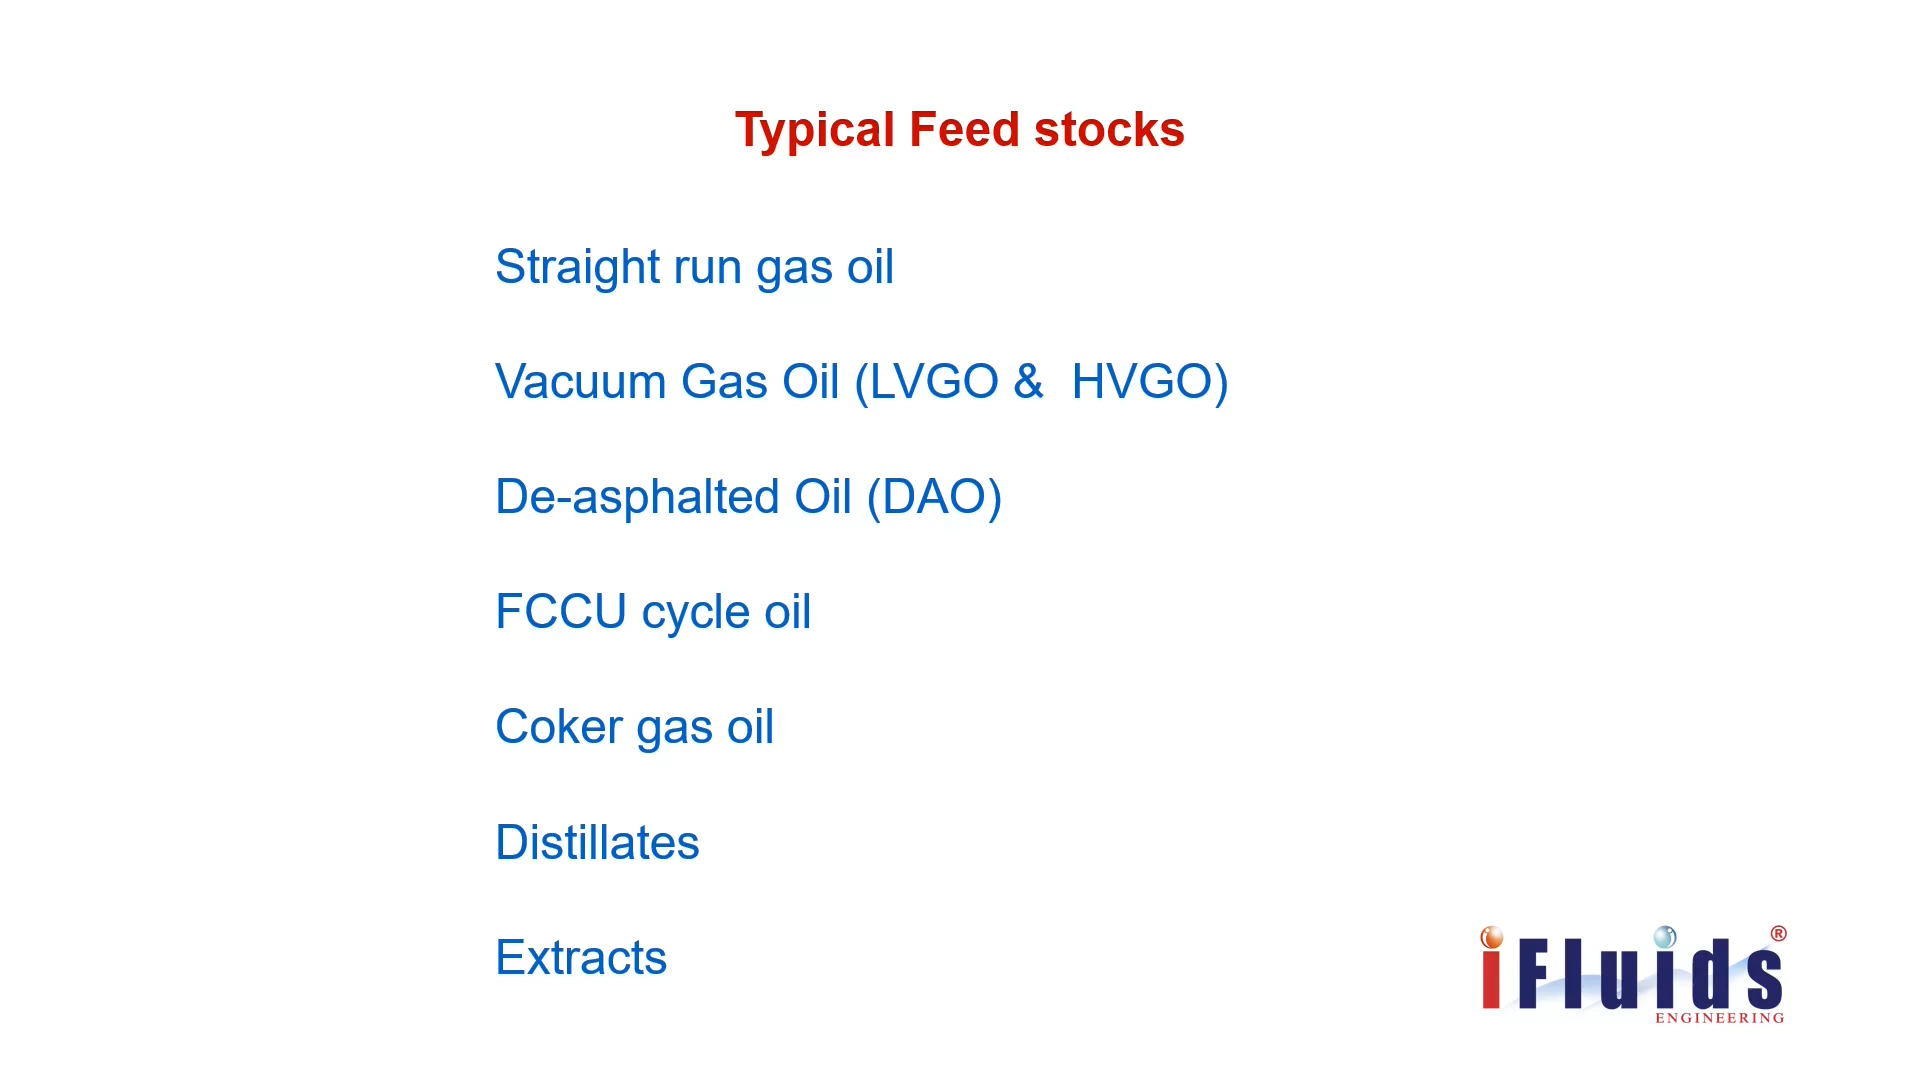 Typical Feed stocks
Straight run gas oil
Vacuum Gas Oil (LVGO &  HVGO)
De-asphalted Oil (DAO)
FCCU cycle oil
Coker gas oil
Distillates
Extracts
iFluids®
ENGINEERING